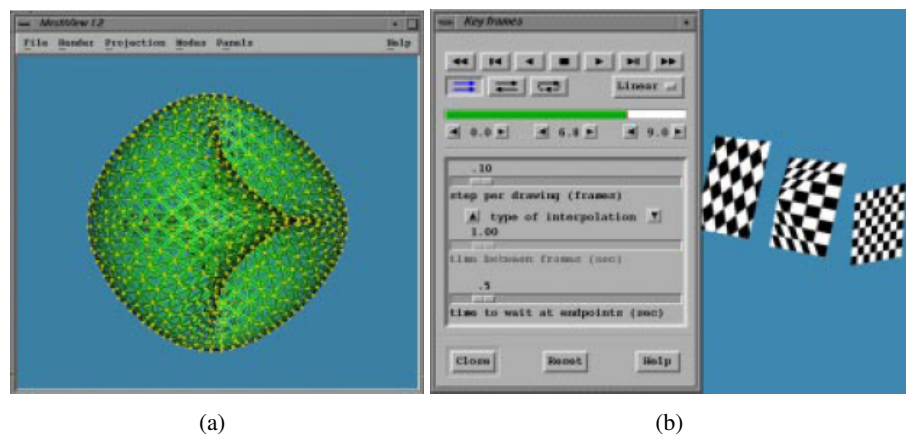 MeshView 1.2
File Render Projection Nodus Panels Help
Key frames
Linear
0.0 6.8 9.0
.10
step per drawing (frames)
type of interpolation
1.00
time between frames (sec)
.5
time to wait at endpoints (sec)
Close Reset Help
(a) (b)